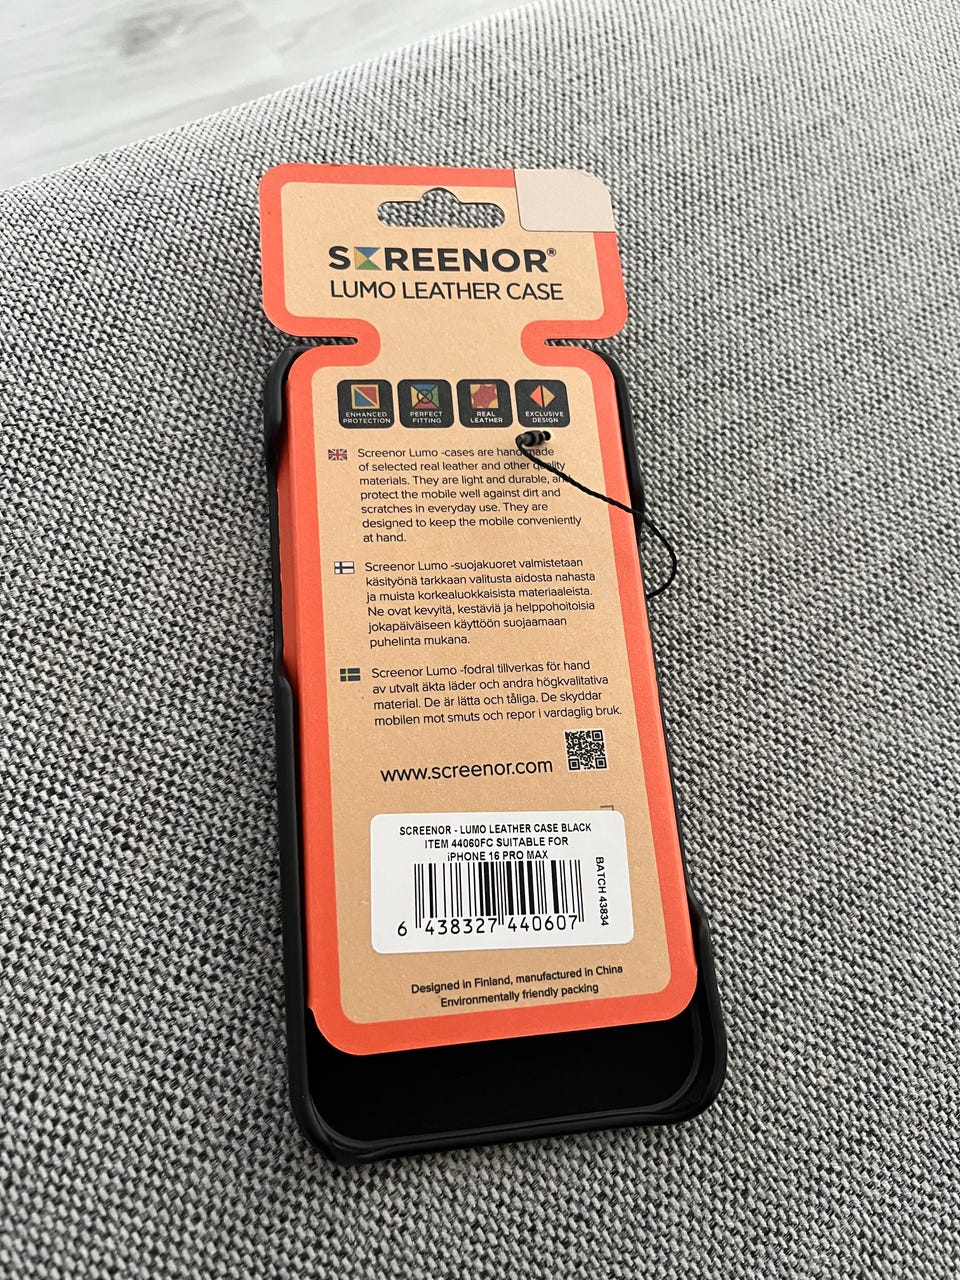 SCREENOR®
LUMO LEATHER CASE
ENHANCED
PROTECTION
PERFECT
FITTING
REAL
LEATHER
EXCLUSIVE
DESIGN
Screenor Lumo -cases are handmade
of selected real leather and other quality
materials. They are light and durable, and
protect the mobile well against dirt and
scratches in everyday use. They are
designed to keep the mobile conveniently
at hand.
Screenor Lumo -suojakuoret valmistetaan
käsityönä tarkkaan valitusta aidosta nahasta
ja muista korkealuokkaisista materiaaleista.
Ne ovat kevyitä, kestäviä ja helppohoitoisia
jokapäiväiseen käyttöön suojaamaan
puhelinta mukana.
Screenor Lumo -fodral tillverkas för hand
av utvalt äkta läder och andra högkvalitativa
material. De är lätta och tåliga. De skyddar
mobilen mot smuts och repor i vardaglig bruk.
www.screenor.com
SCREENOR - LUMO LEATHER CASE BLACK
ITEM 44060FC SUITABLE FOR
iPHONE 16 PRO MAX
BATCH 43834
6 438327 440607
Designed in Finland, manufactured in China
Environmentally friendly packing